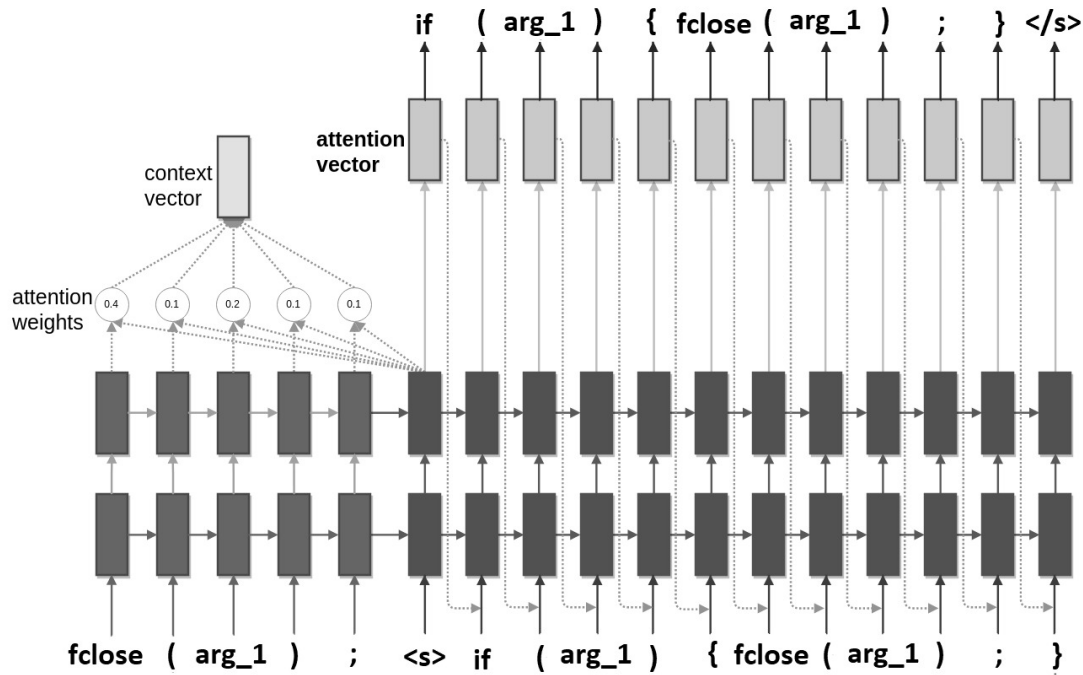 if ( arg_1 ) { fclose ( arg_1 ) ; } </s>
attention
vector
context
vector
attention
weights
0.4 0.1 0.2 0.1 0.1
fclose ( arg_1 ) ; <s> if ( arg_1 ) { fclose ( arg_1 ) ; }